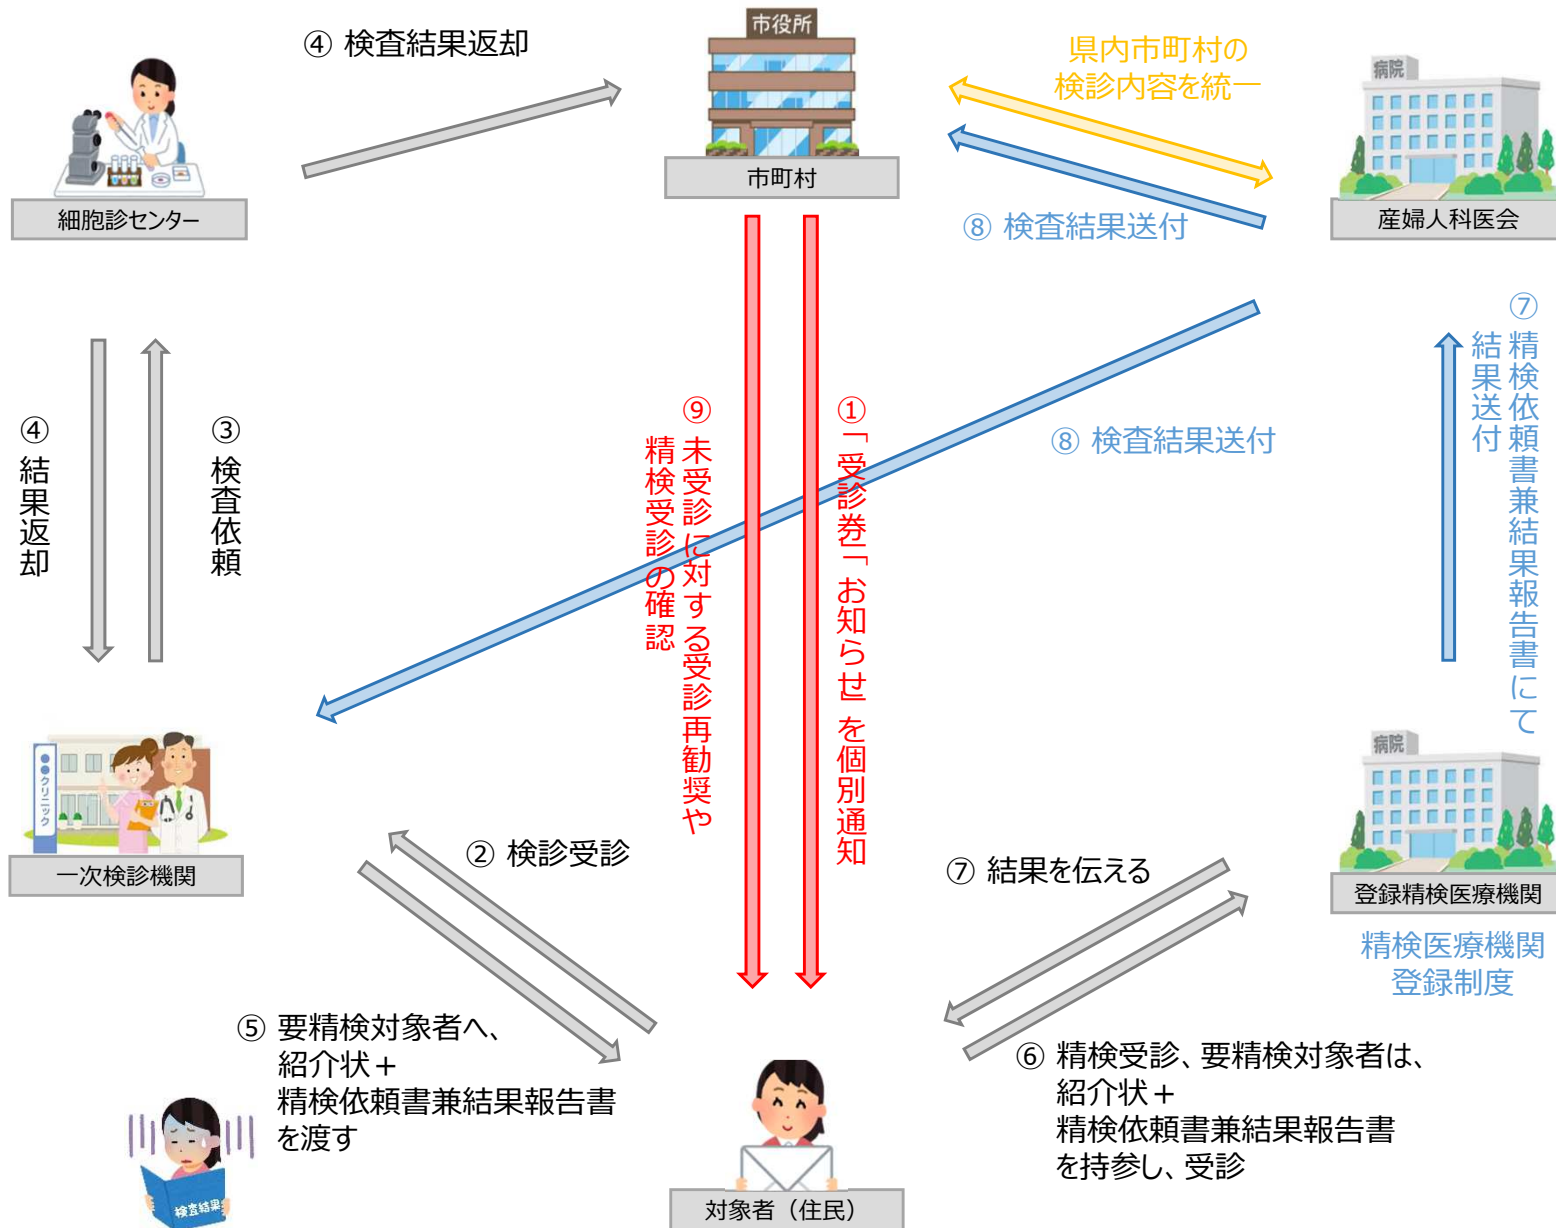 ④ 検査結果返却
市役所
県内市町村の
検診内容を統一
病院
細胞診センター
市町村
⑧ 検査結果送付
産婦人科医会
⑦ 精検依頼書兼結果報告書にて
結果送付
④ 結果返却
③ 検査依頼
⑨ 未受診に対する受診再勧奨や
精検受診の確認
①「受診券」「お知らせ」を個別通知
⑧ 検査結果送付
●●クリニック
一次検診機関
② 検診受診
⑦ 結果を伝える
病院
登録精検医療機関
精検医療機関
登録制度
⑤ 要精検対象者へ、
紹介状+
精検依頼書兼結果報告書
を渡す
⑥ 精検受診、要精検対象者は、
紹介状+
精検依頼書兼結果報告書
を持参し、受診
検査結果
対象者（住民）